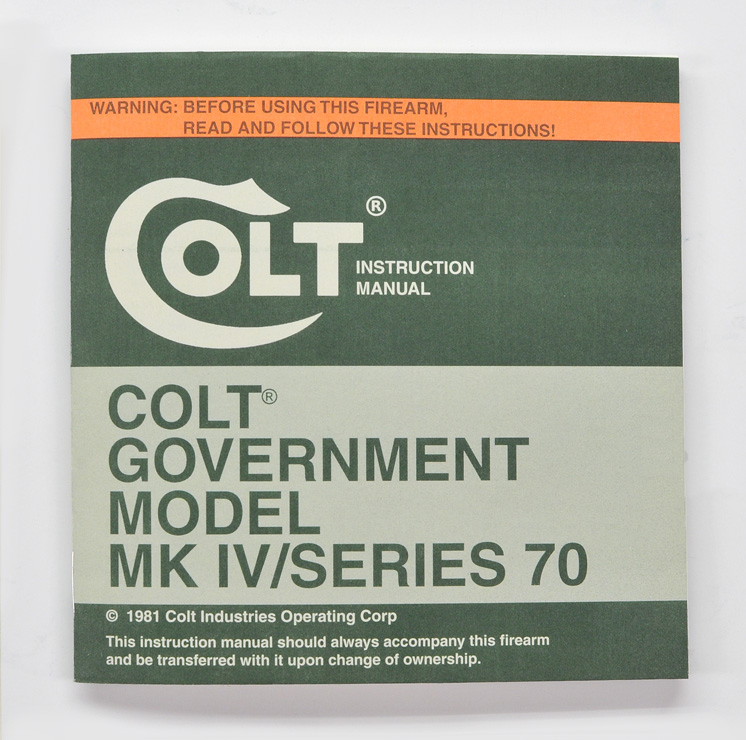 WARNING: BEFORE USING THIS FIREARM,
READ AND FOLLOW THESE INSTRUCTIONS!
COLT®
INSTRUCTION
MANUAL
COLT®
GOVERNMENT
MODEL
MK IV/SERIES 70
© 1981 Colt Industries Operating Corp
This instruction manual should always accompany this firearm
and be transferred with it upon change of ownership.